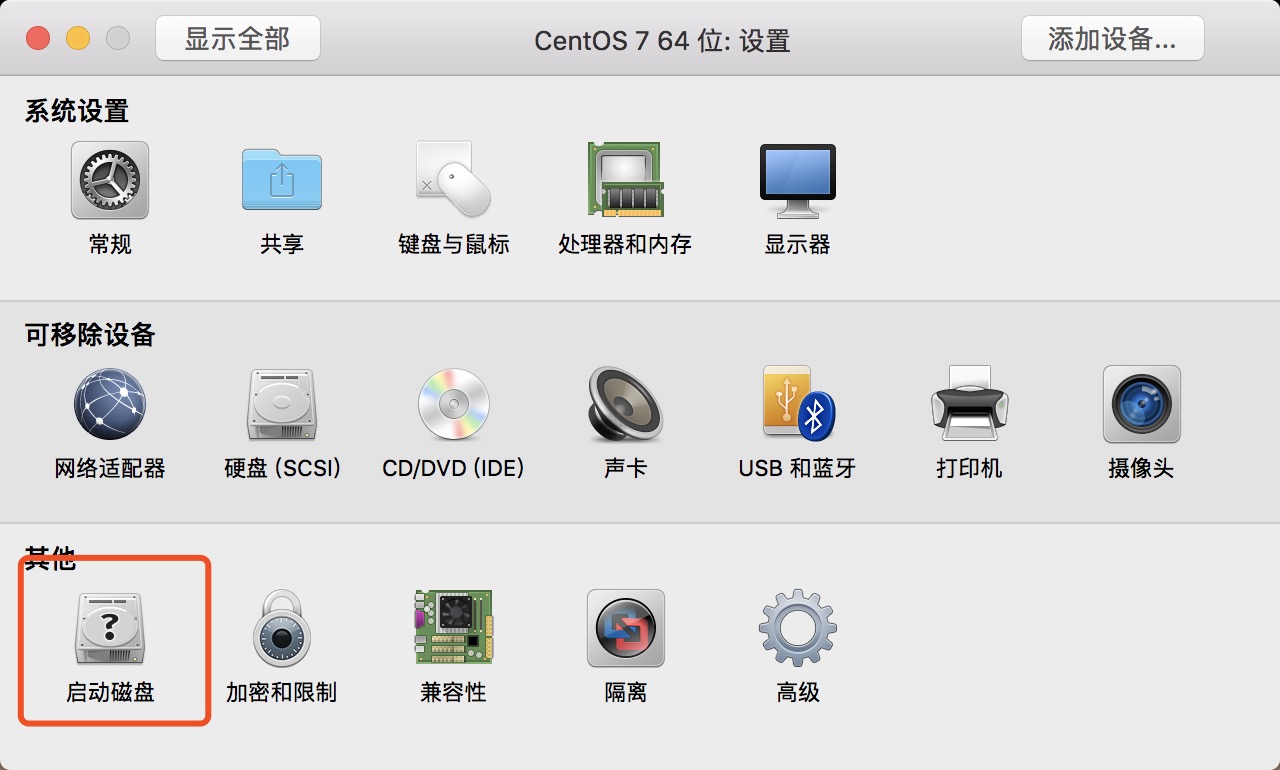 显示全部
CentOS 7 64 位: 设置
添加设备...
系统设置
常规
共享
键盘与鼠标
处理器和内存
显示器
可移除设备
网络适配器
硬盘 (SCSI)
CD/DVD (IDE)
声卡
USB 和蓝牙
打印机
摄像头
其他
?
启动磁盘
加密和限制
兼容性
隔离
高级